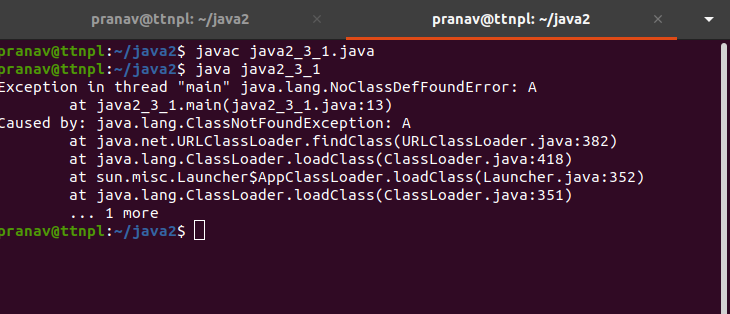 pranav@ttnpl: ~/java2 × pranav@ttnpl: ~/java2 ×
pranav@ttnpl:~/java2$ javac java2_3_1.java
pranav@ttnpl:~/java2$ java java2_3_1
Exception in thread "main" java.lang.NoClassDefFoundError: A
        at java2_3_1.main(java2_3_1.java:13)
Caused by: java.lang.ClassNotFoundException: A
        at java.net.URLClassLoader.findClass(URLClassLoader.java:382)
        at java.lang.ClassLoader.loadClass(ClassLoader.java:418)
        at sun.misc.Launcher$AppClassLoader.loadClass(Launcher.java:352)
        at java.lang.ClassLoader.loadClass(ClassLoader.java:351)
        ... 1 more
pranav@ttnpl:~/java2$